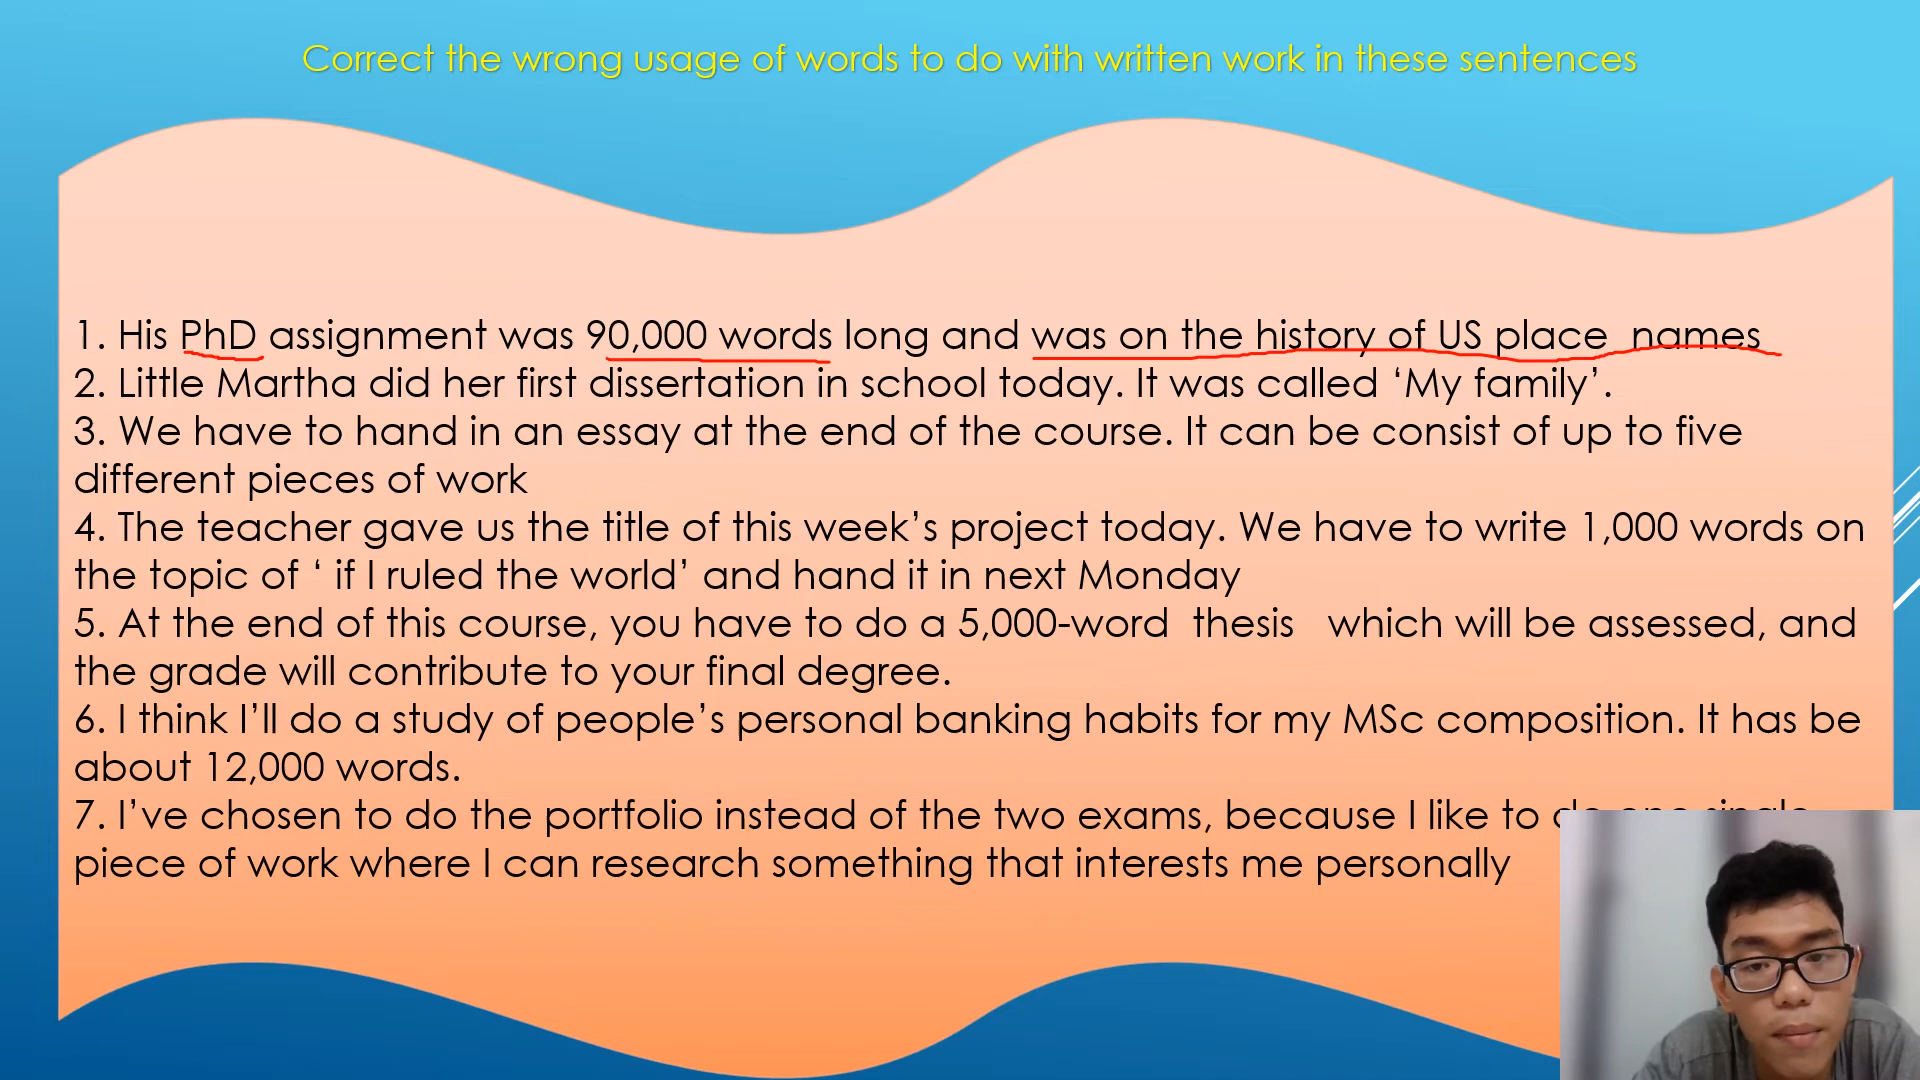 Correct the wrong usage of words to do with written work in these sentences
1. His PhD assignment was 90,000 words long and was on the history of US place names
2. Little Martha did her first dissertation in school today. It was called ‘My family’.
3. We have to hand in an essay at the end of the course. It can be consist of up to five
different pieces of work
4. The teacher gave us the title of this week’s project today. We have to write 1,000 words on
the topic of ‘ if I ruled the world’ and hand it in next Monday
5. At the end of this course, you have to do a 5,000-word thesis which will be assessed, and
the grade will contribute to your final degree.
6. I think I’ll do a study of people’s personal banking habits for my MSc composition. It has be
about 12,000 words.
7. I’ve chosen to do the portfolio instead of the two exams, because I like to do one single
piece of work where I can research something that interests me personally